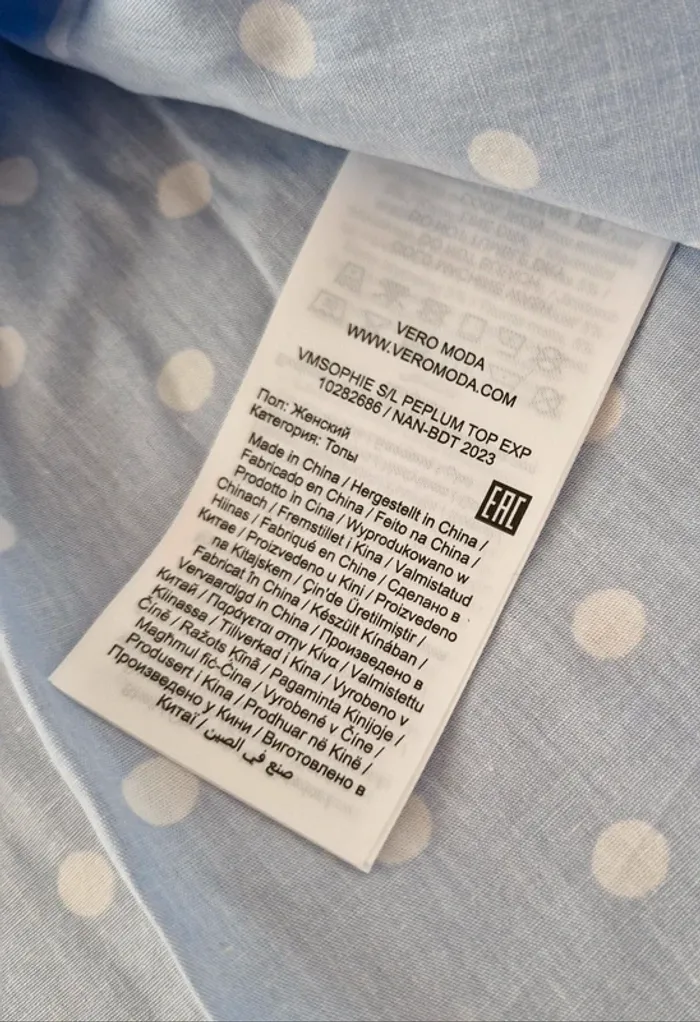 VERO MODA
WWW.VEROMODA.COM
VMSOPHIE S/L PEPLUM TOP EXP
10282686 / NAN-BDT 2023
Пол: Женский
Категория: Топы
EAC
Made in China / Hergestellt in China /
Fabricado en China / Feito na China /
Prodotto in Cina / Wyprodukowano w
Chinach / Fremstillet i Kina / Valmistatud
Hiinas / Fabriqué en Chine / Сделано в
Китае / Proizvedeno u Kini / Proizvedeno
na Kitajskem / Çin'de Üretilmiştir /
Fabricat în China / Készült Kínában /
Vervaardigd in China / Произведено в
Китай / Παράγεται στην Κίνα / Valmistettu
Kiinassa / Tillverkad i Kina / Vyrobeno v
Číně / Ražots Ķīnā / Pagaminta Kinijoje /
Magħmul fiċ-Ċina / Vyrobené v Číne /
Produsert i Kina / Prodhuar në Kinë /
Произведено у Кини / Виготовлено в
Китаї / صنع في الصين